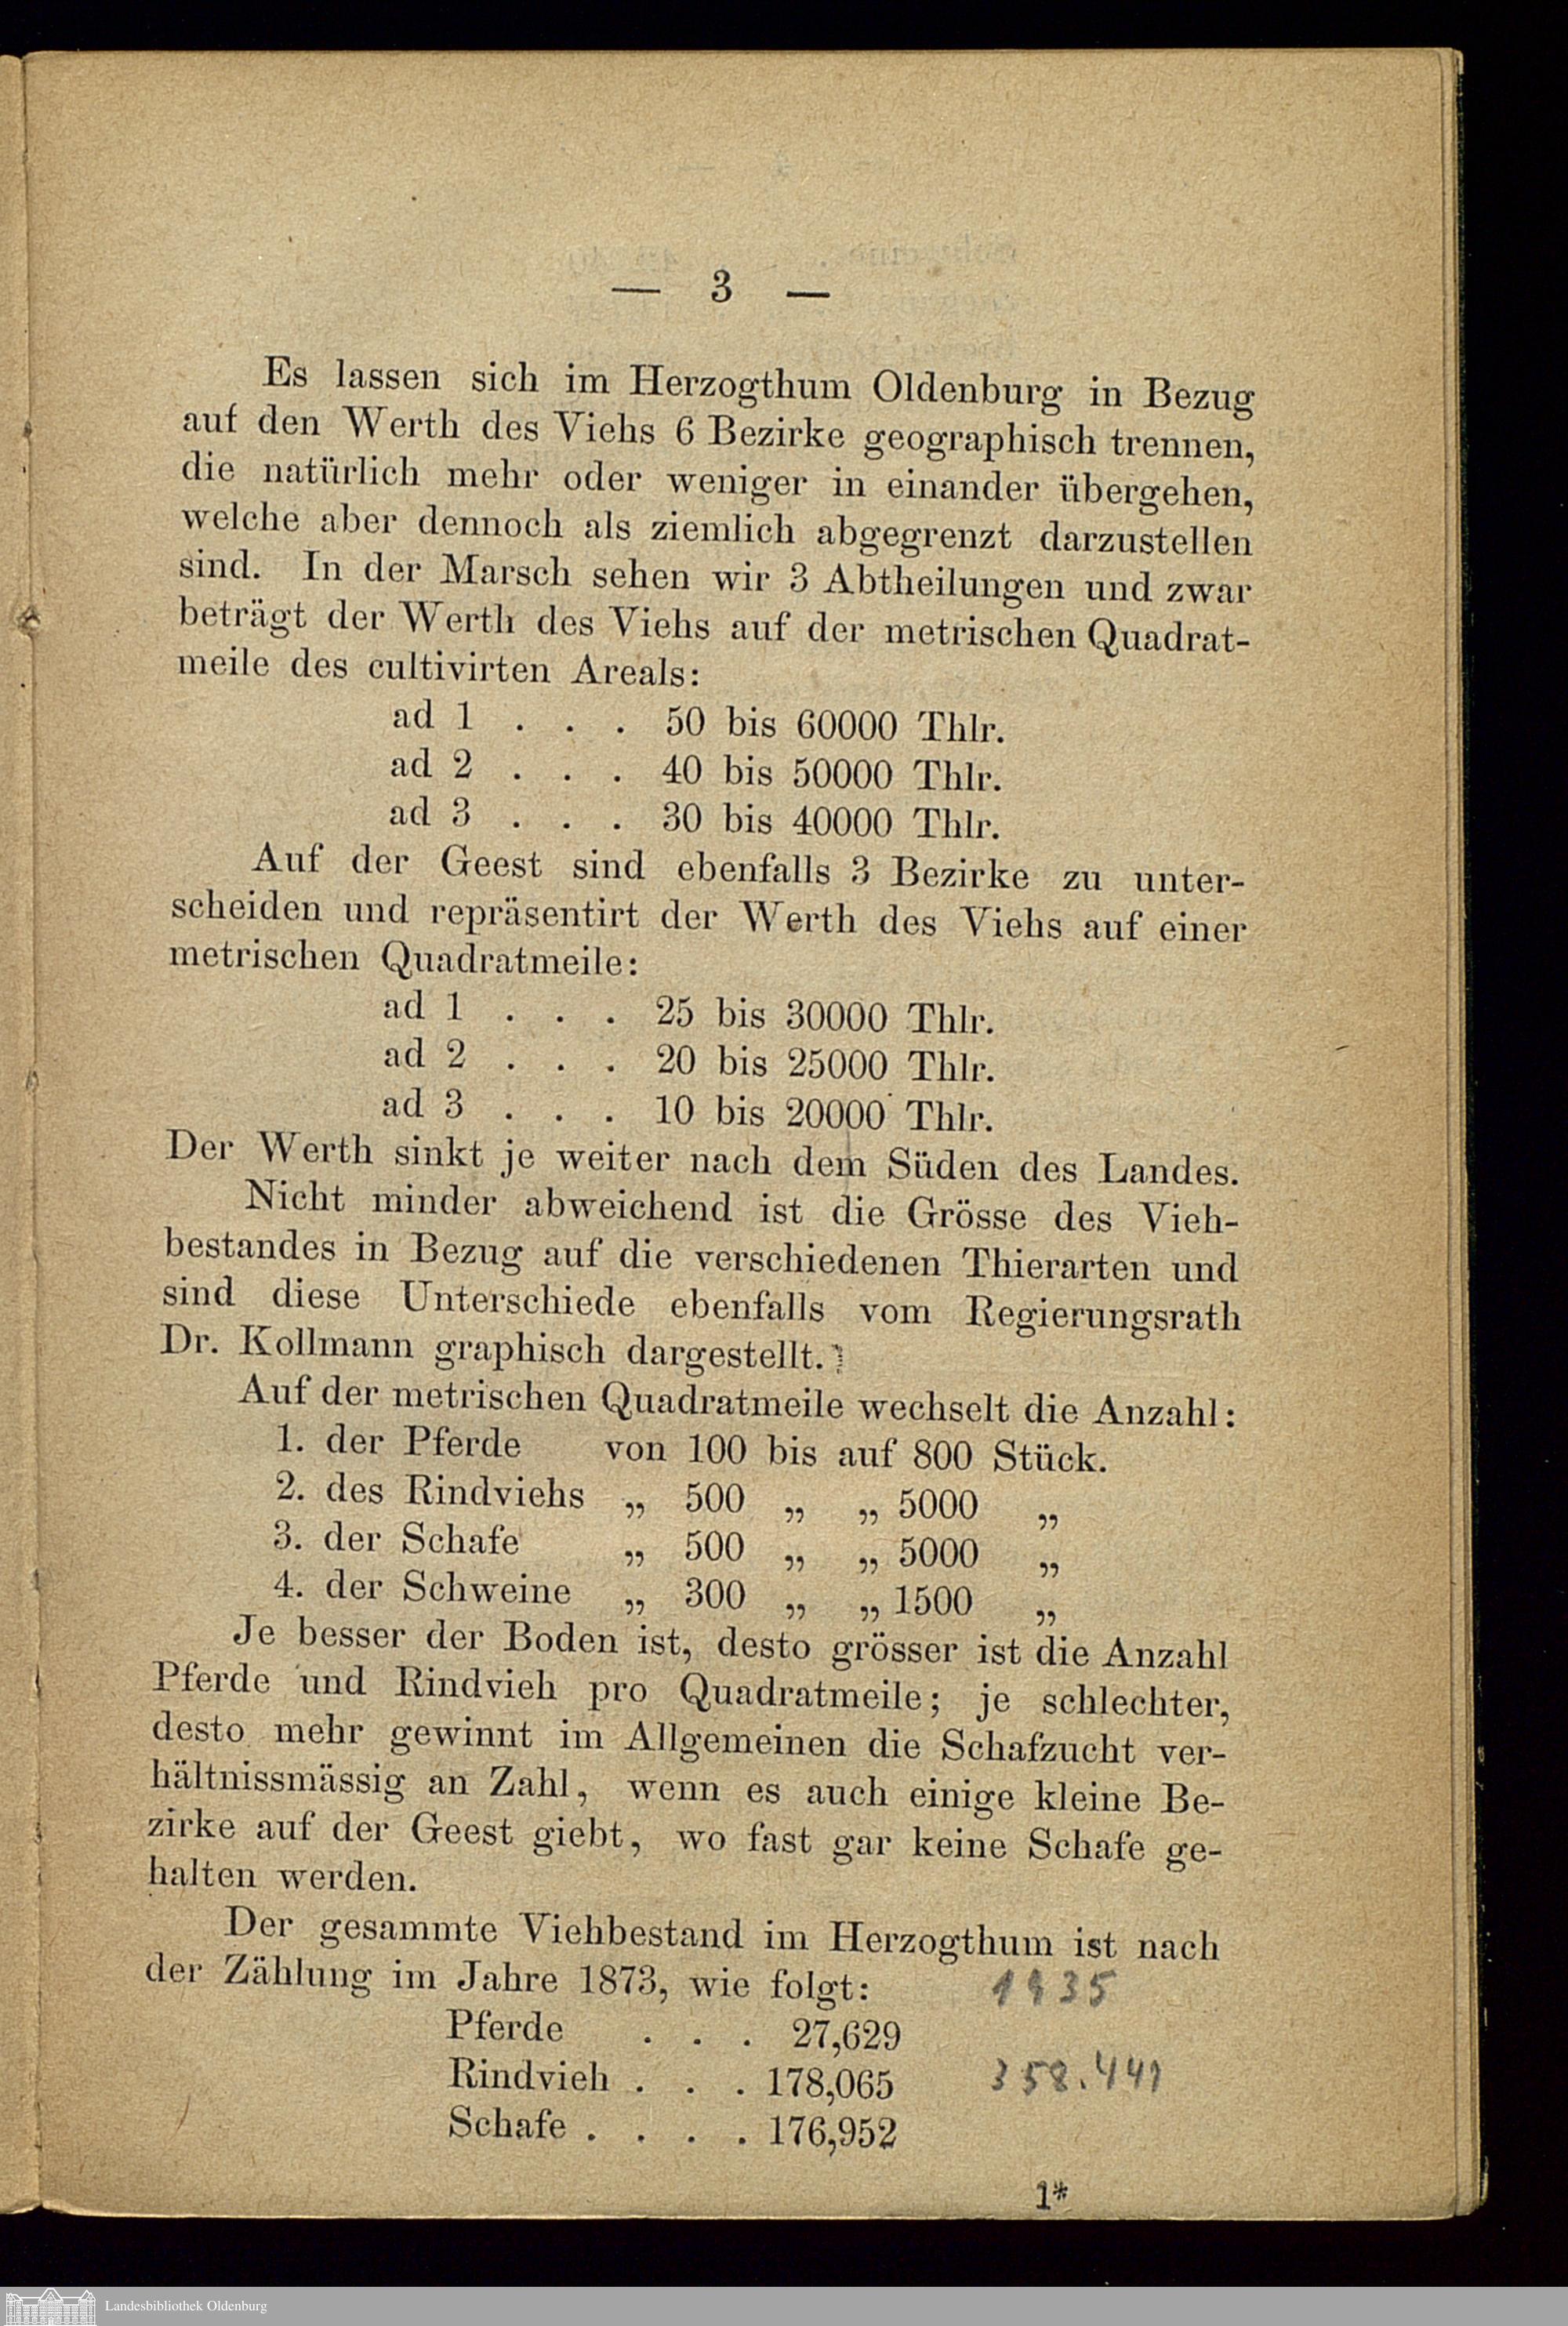 — 3 —
Es lassen sich im Herzogthum Oldenburg in Bezug
auf den Werth des Viehs 6 Bezirke geographisch trennen,
die natürlich mehr oder weniger in einander übergehen,
welche aber dennoch als ziemlich abgegrenzt darzustellen
sind. In der Marsch sehen wir 3 Abtheilungen und zwar
beträgt der Werth des Viehs auf der metrischen Quadrat-
meile des cultivirten Areals:
ad 1 . . . 50 bis 60000 Thlr.
ad 2 . . . 40 bis 50000 Thlr.
ad 3 . . . 30 bis 40000 Thlr.
Auf der Geest sind ebenfalls 3 Bezirke zu unter-
scheiden und repräsentirt der Werth des Viehs auf einer
metrischen Quadratmeile:
ad 1 . . . 25 bis 30000 Thlr.
ad 2 . . . 20 bis 25000 Thlr.
ad 3 . . . 10 bis 20000 Thlr.
Der Werth sinkt je weiter nach dem Süden des Landes.
Nicht minder abweichend ist die Grösse des Vieh-
bestandes in Bezug auf die verschiedenen Thierarten und
sind diese Unterschiede ebenfalls vom Regierungsrath
Dr. Kollmann graphisch dargestellt.
Auf der metrischen Quadratmeile wechselt die Anzahl:
1. der Pferde von 100 bis auf 800 Stück.
2. des Rindviehs „ 500 „ „ 5000 „
3. der Schafe „ 500 „ „ 5000 „
4. der Schweine „ 300 „ „ 1500 „
Je besser der Boden ist, desto grösser ist die Anzahl
Pferde und Rindvieh pro Quadratmeile; je schlechter,
desto mehr gewinnt im Allgemeinen die Schafzucht ver-
hältnissmässig an Zahl, wenn es auch einige kleine Be-
zirke auf der Geest giebt, wo fast gar keine Schafe ge-
halten werden.
Der gesammte Viehbestand im Herzogthum ist nach
der Zählung im Jahre 1873, wie folgt: 1935
Pferde . . . 27,629
Rindvieh . . . 178,065 358.441
Schafe . . . . 176,952
1*
Landesbibliothek Oldenburg